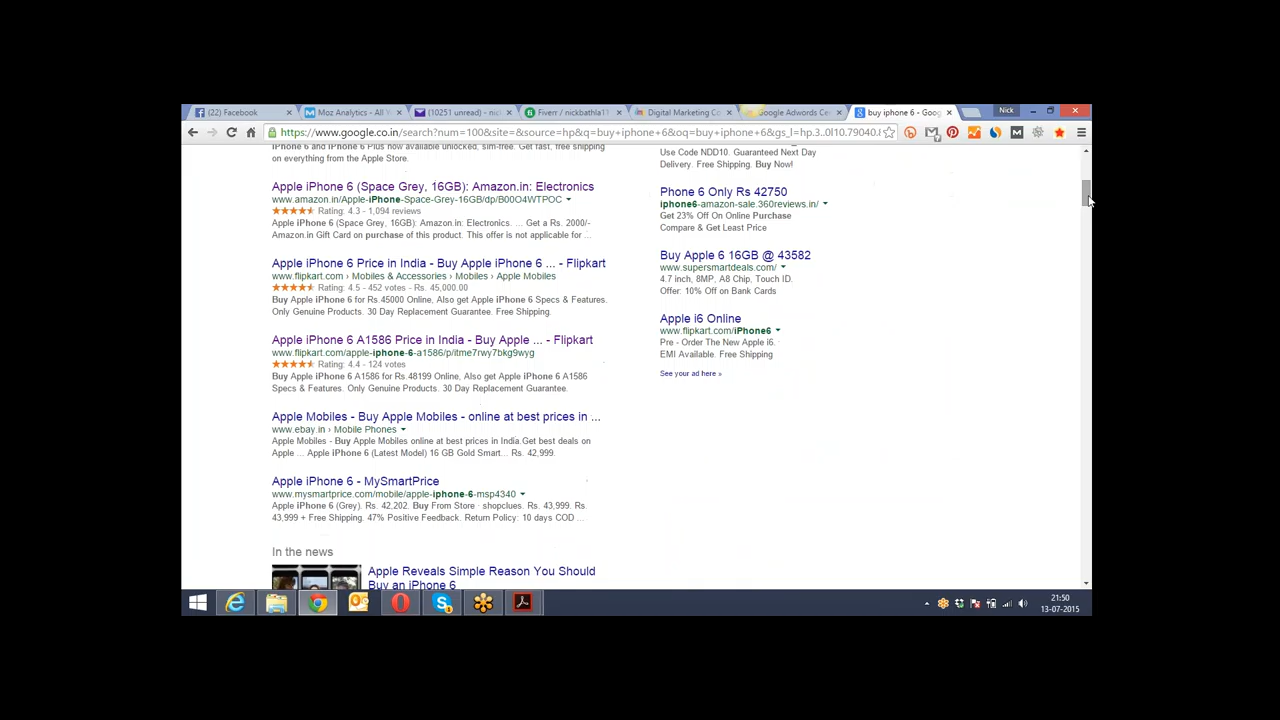 (22) Facebook
Moz Analytics - All
(10251 unread) - nic
Fiverr / nickbathla11
Digital Marketing Co
Google Adwords Cer
buy iphone 6 - Goog
Nick
https://www.google.co.in/search?num=100&site=&source=hp&q=buy+iphone+6&oq=buy+iphone+6&gs_l=hp.3..0l10.79040.8
iPhone 6 and iPhone 6 Plus now available unlocked, sim-free. Get fast, free shipping
on everything from the Apple Store.
Apple iPhone 6 (Space Grey, 16GB): Amazon.in: Electronics
www.amazon.in/Apple-iPhone-Space-Grey-16GB/dp/B00O4WTPOC
Rating: 4.3 - 1,094 reviews
Apple iPhone 6 (Space Grey, 16GB): Amazon.in: Electronics. ... Get a Rs. 2000/-
Amazon.in Gift Card on purchase of this product. This offer is not applicable for ...
Apple iPhone 6 Price in India - Buy Apple iPhone 6 ... - Flipkart
www.flipkart.com › Mobiles & Accessories › Mobiles › Apple Mobiles
Rating: 4.5 - 452 votes - Rs. 45,000.00
Buy Apple iPhone 6 for Rs.45000 Online, Also get Apple iPhone 6 Specs & Features.
Only Genuine Products. 30 Day Replacement Guarantee. Free Shipping.
Apple iPhone 6 A1586 Price in India - Buy Apple ... - Flipkart
www.flipkart.com/apple-iphone-6-a1586/p/itme7rwy7bkg9wyg
Rating: 4.4 - 124 votes
Buy Apple iPhone 6 A1586 for Rs 48199 Online, Also get Apple iPhone 6 A1586
Specs & Features. Only Genuine Products. 30 Day Replacement Guarantee.
Apple Mobiles - Buy Apple Mobiles - online at best prices in ...
www.ebay.in › Mobile Phones
Apple Mobiles - Buy Apple Mobiles online at best prices in India.Get best deals on
Apple ... Apple iPhone 6 (Latest Model) 16 GB Gold Smart... Rs. 42,999.
Apple iPhone 6 - MySmartPrice
www.mysmartprice.com/mobile/apple-iphone-6-msp4340
Apple iPhone 6 (Grey). Rs. 42,202. Buy From Store · shopclues. Rs. 43,999. Rs.
43,999 + Free Shipping. 47% Positive Feedback. Return Policy: 10 days COD ...
In the news
Apple Reveals Simple Reason You Should
Buy an iPhone 6
Use Code NDD10. Guaranteed Next Day
Delivery. Free Shipping. Buy Now!
Phone 6 Only Rs 42750
iphone6-amazon-sale.360reviews.in/
Get 23% Off On Online Purchase
Compare & Get Least Price
Buy Apple 6 16GB @ 43582
www.supersmartdeals.com/
4.7 inch, 8MP, A8 Chip, Touch ID.
Offer: 10% Off on Bank Cards
Apple i6 Online
www.flipkart.com/iPhone6
Pre - Order The New Apple i6.
EMI Available. Free Shipping
See your ad here »
21:50
13-07-2015